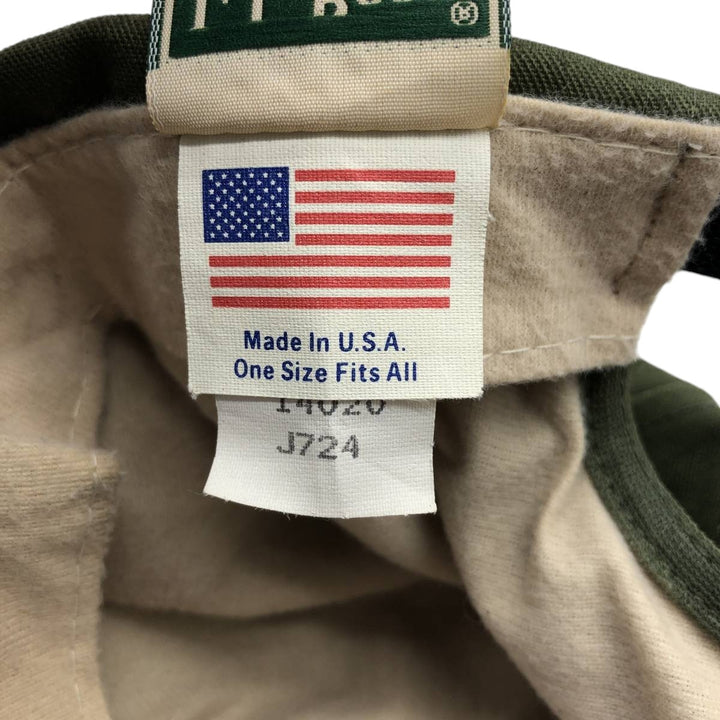 ®
Made In U.S.A.
One Size Fits All
14020
J724